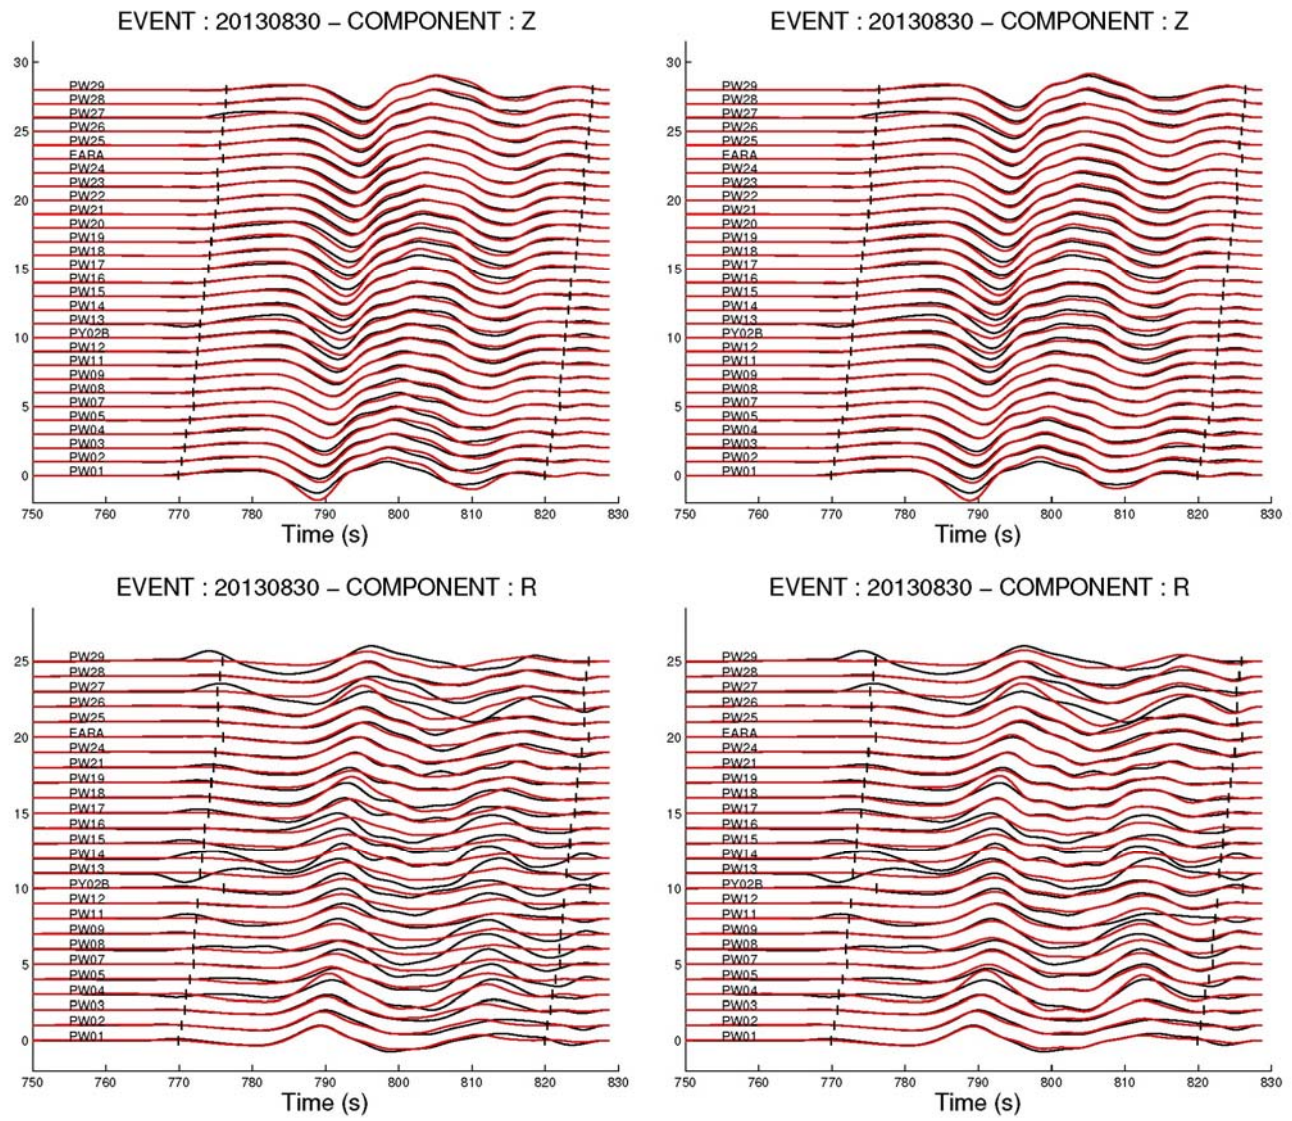 EVENT : 20130830 – COMPONENT : Z
30
PW29
PW28
PW27
PW26
25
PW25
EARA
PW24
PW23
PW22
20
PW21
PW20
PW19
PW18
PW17
15
PW16
PW15
PW14
PW13
PY02B
10
PW12
PW11
PW09
PW08
PW07
5
PW05
PW04
PW03
PW02
PW01
0
750 760 770 780 790 800 810 820 830
Time (s)
EVENT : 20130830 – COMPONENT : Z
30
PW29
PW28
PW27
PW26
25
PW25
EARA
PW24
PW23
PW22
20
PW21
PW20
PW19
PW18
PW17
15
PW16
PW15
PW14
PW13
PY02B
10
PW12
PW11
PW09
PW08
PW07
5
PW05
PW04
PW03
PW02
PW01
0
750 760 770 780 790 800 810 820 830
Time (s)
EVENT : 20130830 – COMPONENT : R
PW29
25
PW28
PW27
PW26
PW25
EARA
20
PW24
PW21
PW19
PW18
PW17
15
PW16
PW15
PW14
PW13
PY02B
10
PW12
PW11
PW09
PW08
PW07
5
PW05
PW04
PW03
PW02
PW01
0
750 760 770 780 790 800 810 820 830
Time (s)
EVENT : 20130830 – COMPONENT : R
PW29
25
PW28
PW27
PW26
PW25
EARA
20
PW24
PW21
PW19
PW18
PW17
15
PW16
PW15
PW14
PW13
PY02B
10
PW12
PW11
PW09
PW08
PW07
5
PW05
PW04
PW03
PW02
PW01
0
750 760 770 780 790 800 810 820 830
Time (s)